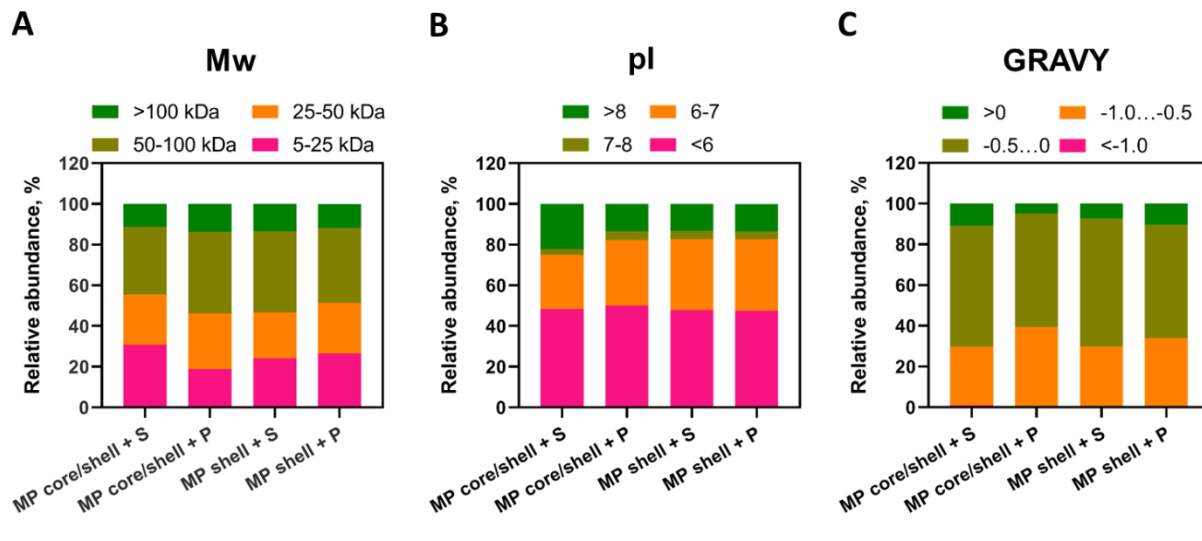 A
Mw
>100 kDa 25-50 kDa
50-100 kDa 5-25 kDa
Relative abundance, %
120
100
80
60
40
20
0
MP core/shell + S
MP core/shell + P
MP shell + S
MP shell + P
B
pI
>8 6-7
7-8 <6
Relative abundance, %
120
100
80
60
40
20
0
MP core/shell + S
MP core/shell + P
MP shell + S
MP shell + P
C
GRAVY
>0 -1.0…-0.5
-0.5…0 <-1.0
Relative abundance, %
120
100
80
60
40
20
0
MP core/shell + S
MP core/shell + P
MP shell + S
MP shell + P